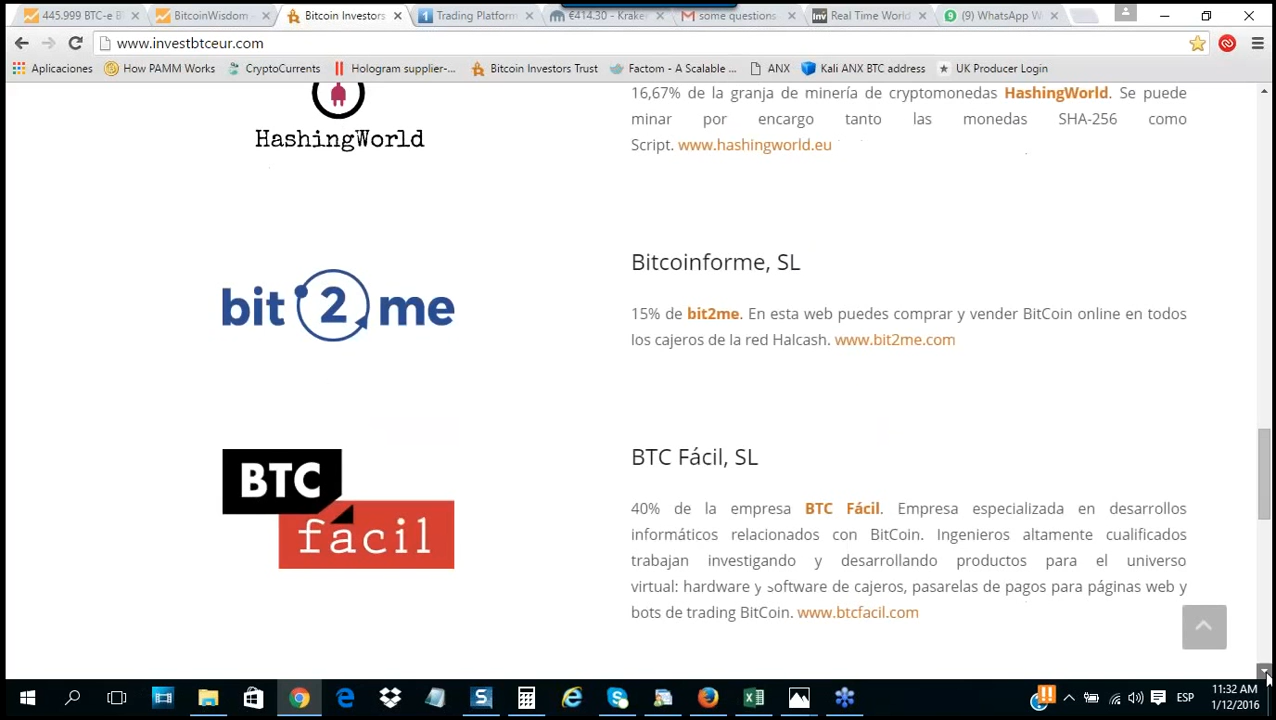 445.999 BTC-e B
BitcoinWisdom
Bitcoin Investors
Trading Platform
€414.30 - Krake
some questions
Real Time World
(9) WhatsApp W
www.investbtceur.com
Aplicaciones
How PAMM Works
CryptoCurrents
Hologram supplier-...
Bitcoin Investors Trust
Factom - A Scalable ...
ANX
Kali ANX BTC address
UK Producer Login
HashingWorld
16,67% de la granja de minería de cryptomonedas HashingWorld. Se puede
minar por encargo tanto las monedas SHA-256 como
Script. www.hashingworld.eu
bit 2 me
Bitcoinforme, SL
15% de bit2me. En esta web puedes comprar y vender BitCoin online en todos
los cajeros de la red Halcash. www.bit2me.com
BTC
fácil
BTC Fácil, SL
40% de la empresa BTC Fácil. Empresa especializada en desarrollos
informáticos relacionados con BitCoin. Ingenieros altamente cualificados
trabajan investigando y desarrollando productos para el universo
virtual: hardware y software de cajeros, pasarelas de pagos para páginas web y
bots de trading BitCoin. www.btcfacil.com
ESP
11:32 AM
1/12/2016